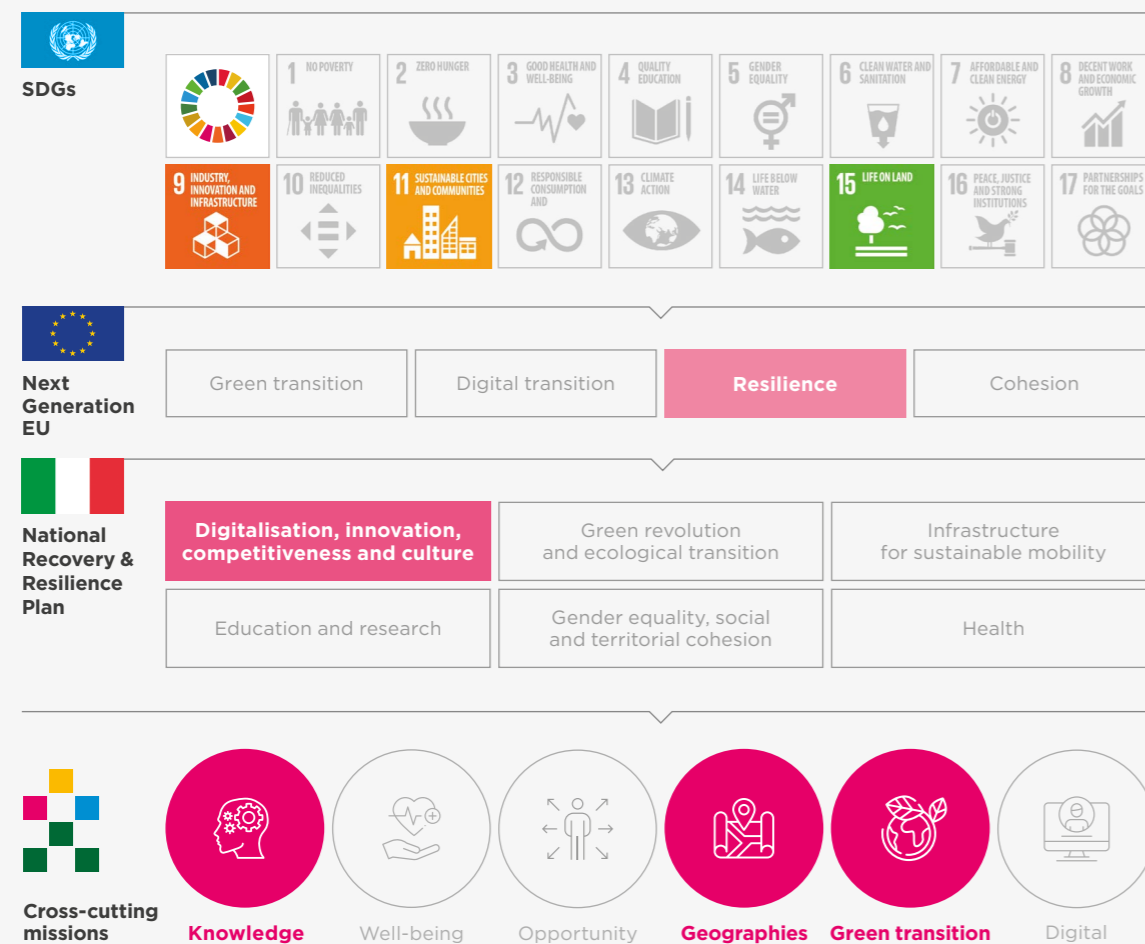 SDGs
1 NO POVERTY
2 ZERO HUNGER
3 GOOD HEALTH AND
WELL-BEING
4 QUALITY
EDUCATION
5 GENDER
EQUALITY
6 CLEAN WATER AND
SANITATION
7 AFFORDABLE AND
CLEAN ENERGY
8 DECENT WORK
AND ECONOMIC
GROWTH
9 INDUSTRY,
INNOVATION AND
INFRASTRUCTURE
10 REDUCED
INEQUALITIES
11 SUSTAINABLE CITIES
AND COMMUNITIES
12 RESPONSIBLE
CONSUMPTION
AND
13 CLIMATE
ACTION
14 LIFE BELOW
WATER
15 LIFE ON LAND
16 PEACE, JUSTICE
AND STRONG
INSTITUTIONS
17 PARTNERSHIPS
FOR THE GOALS
Next
Generation
EU
Green transition
Digital transition
Resilience
Cohesion
National
Recovery &
Resilience
Plan
Digitalisation, innovation,
competitiveness and culture
Green revolution
and ecological transition
Infrastructure
for sustainable mobility
Education and research
Gender equality, social
and territorial cohesion
Health
Cross-cutting
missions
Knowledge
Well-being
Opportunity
Geographies
Green transition
Digital